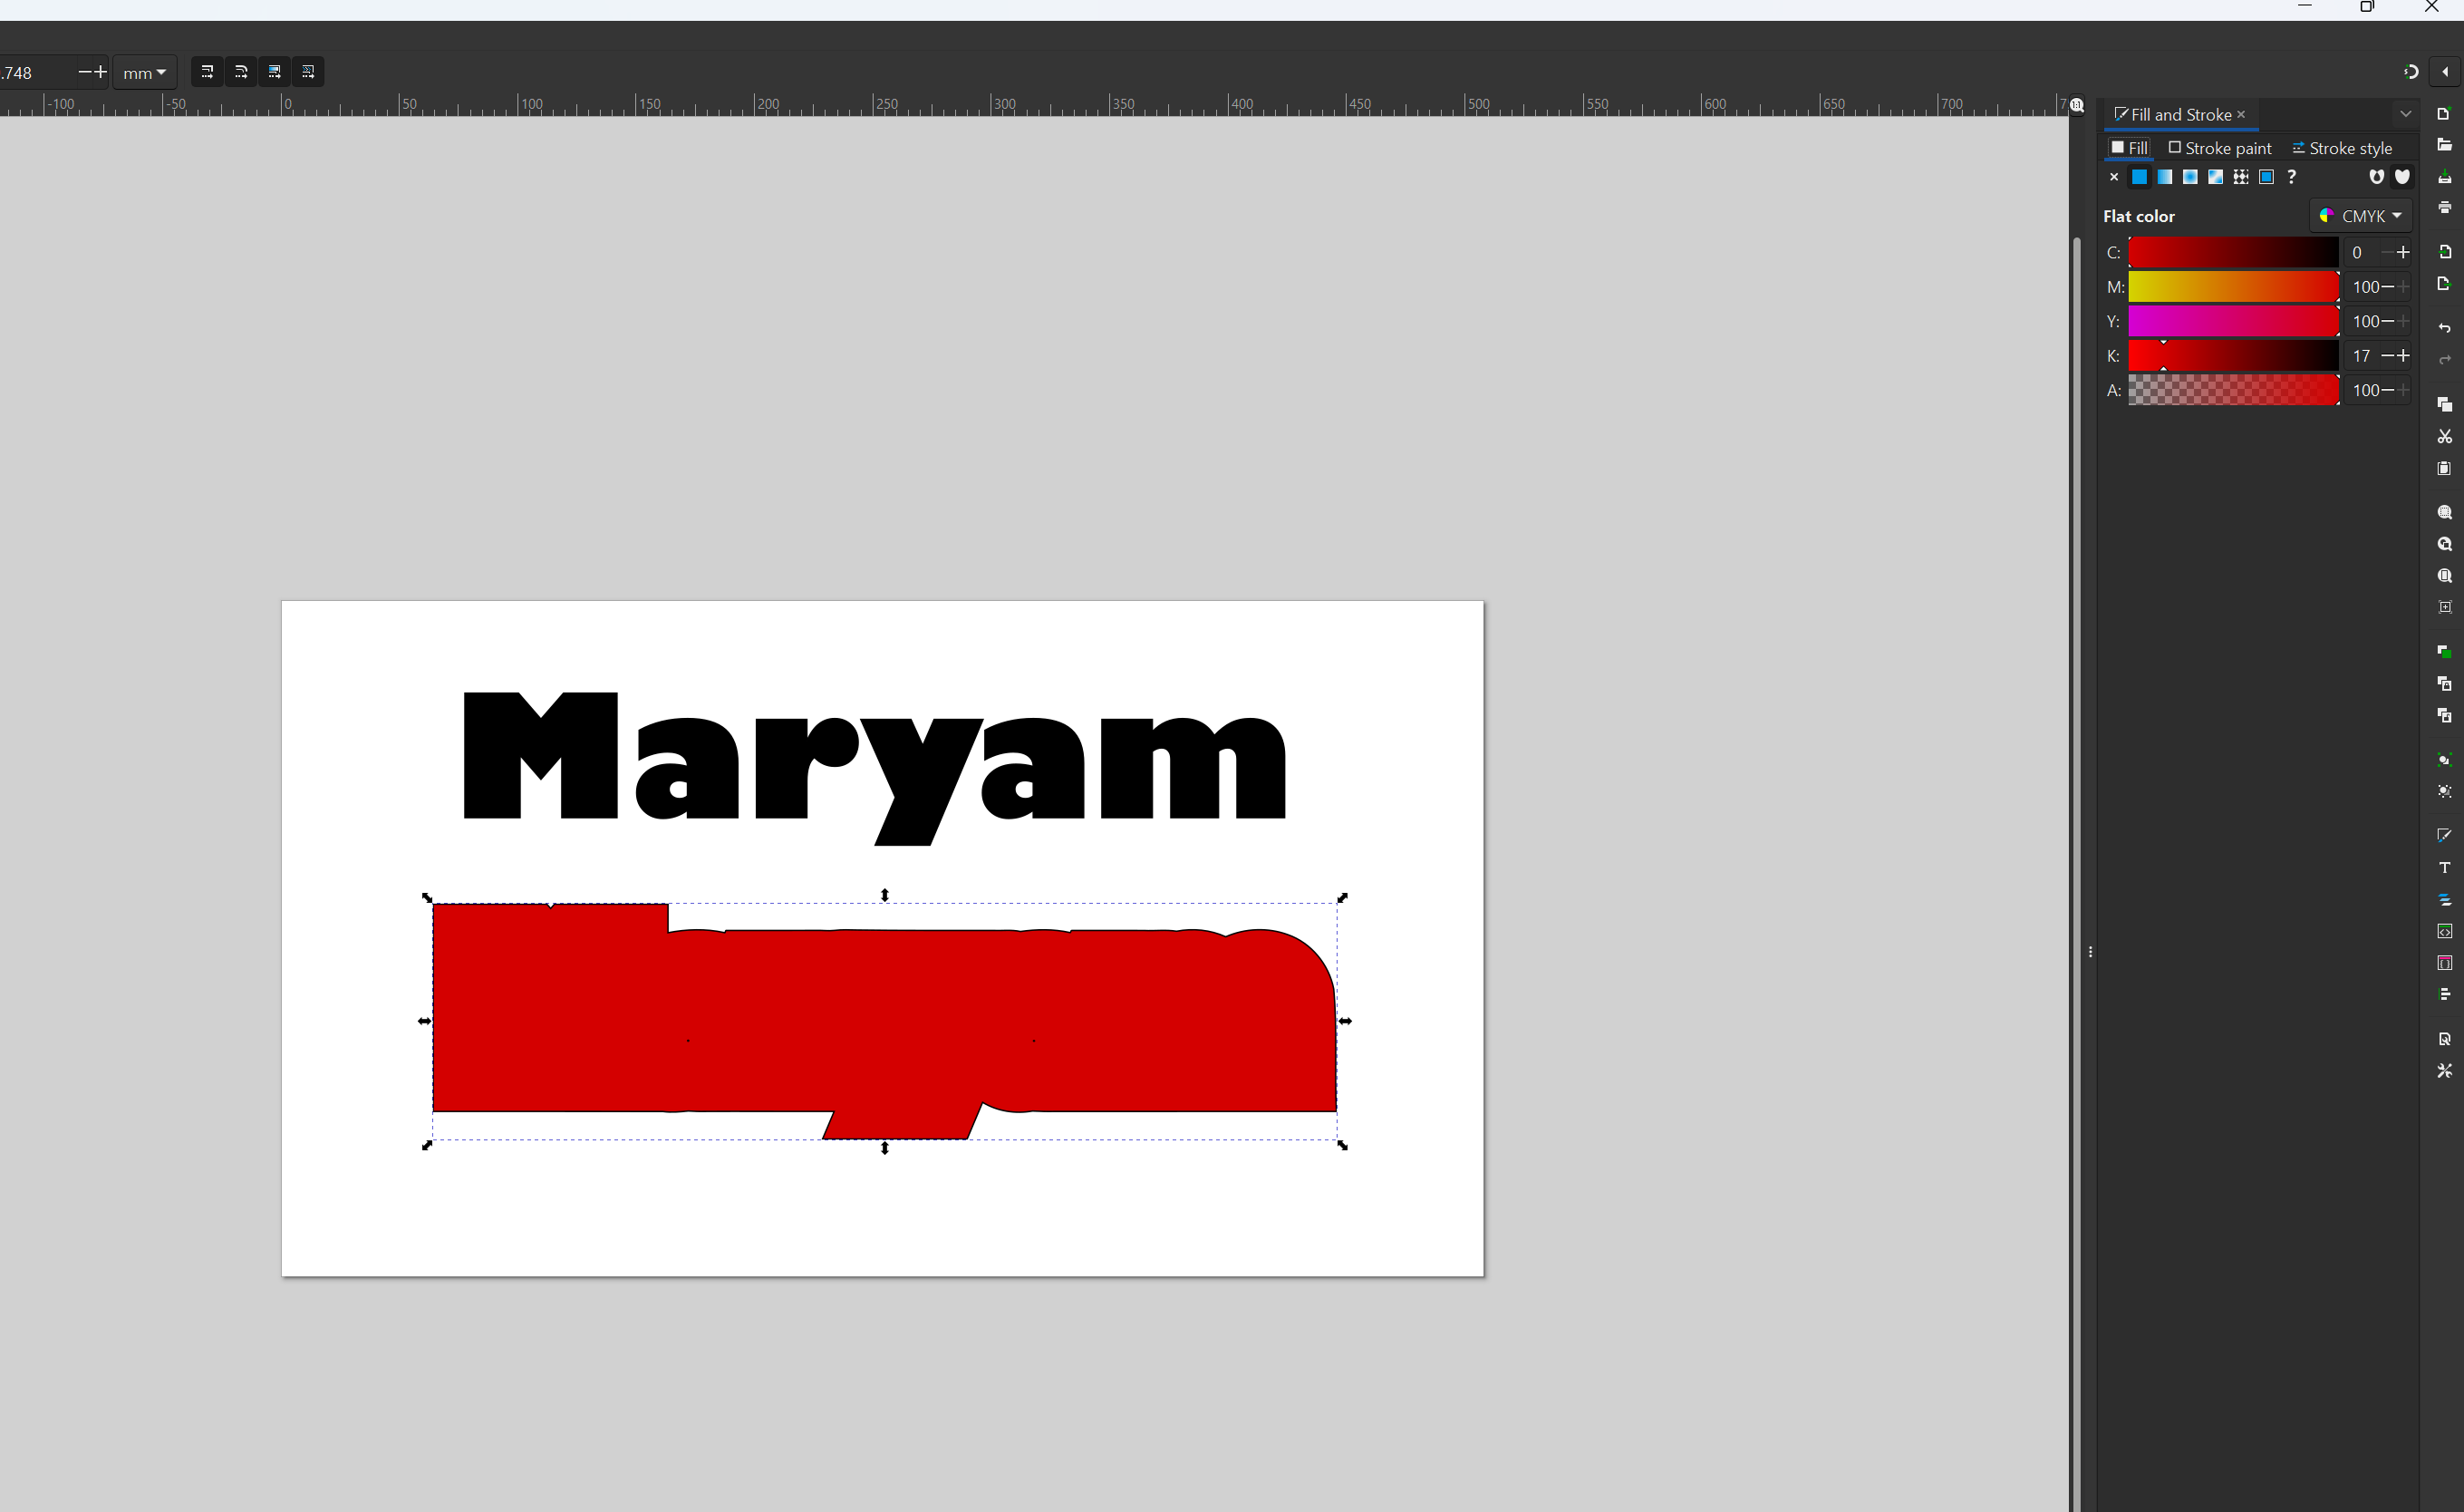 .748 mm
-100 -50 0 50 100 150 200 250 300 350 400 450 500 550 600 650 700 7
Fill and Stroke
Fill Stroke paint Stroke style
?
Flat color CMYK
C: 0
M: 100
Y: 100
K: 17
A: 100
Maryam